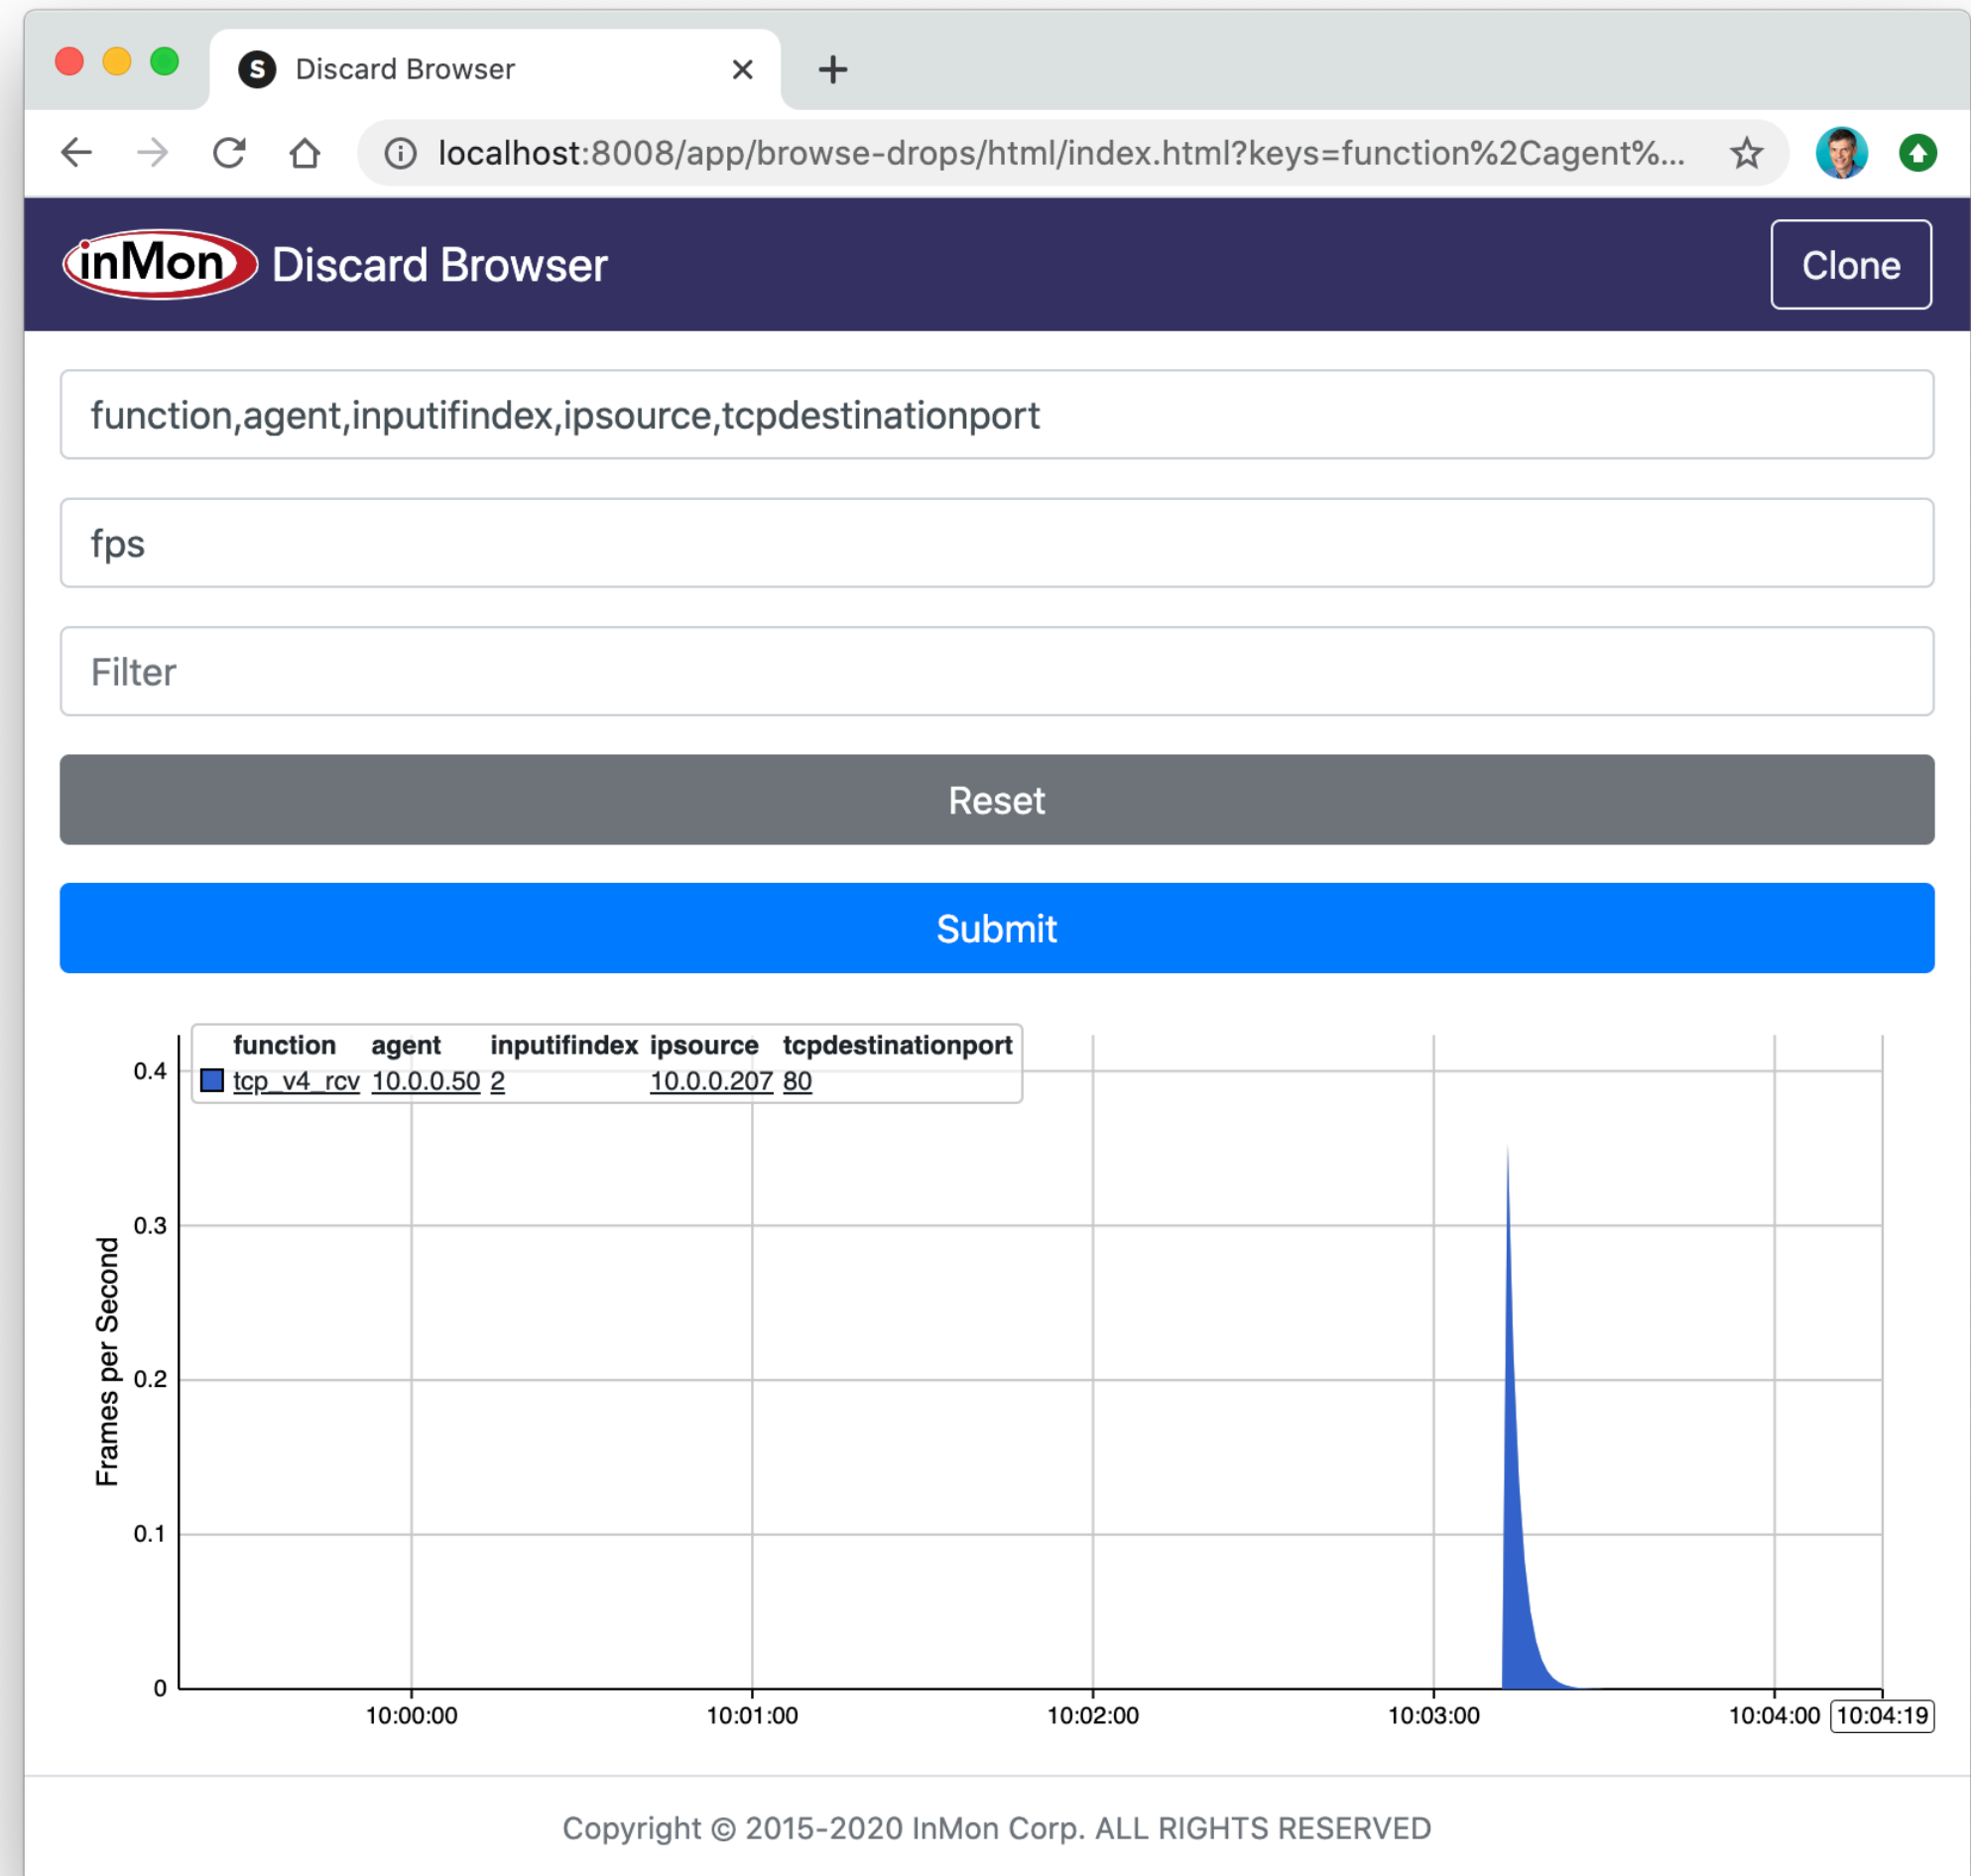 S Discard Browser
localhost:8008/app/browse-drops/html/index.html?keys=function%2Cagent%...
inMon Discard Browser Clone
function,agent,inputifindex,ipsource,tcpdestinationport
fps
Filter
Reset
Submit
function agent inputifindex ipsource tcpdestinationport
tcp_v4_rcv 10.0.0.50 2 10.0.0.207 80
0.4
0.3
0.2
0.1
0
Frames per Second
10:00:00 10:01:00 10:02:00 10:03:00 10:04:00 10:04:19
Copyright © 2015-2020 InMon Corp. ALL RIGHTS RESERVED